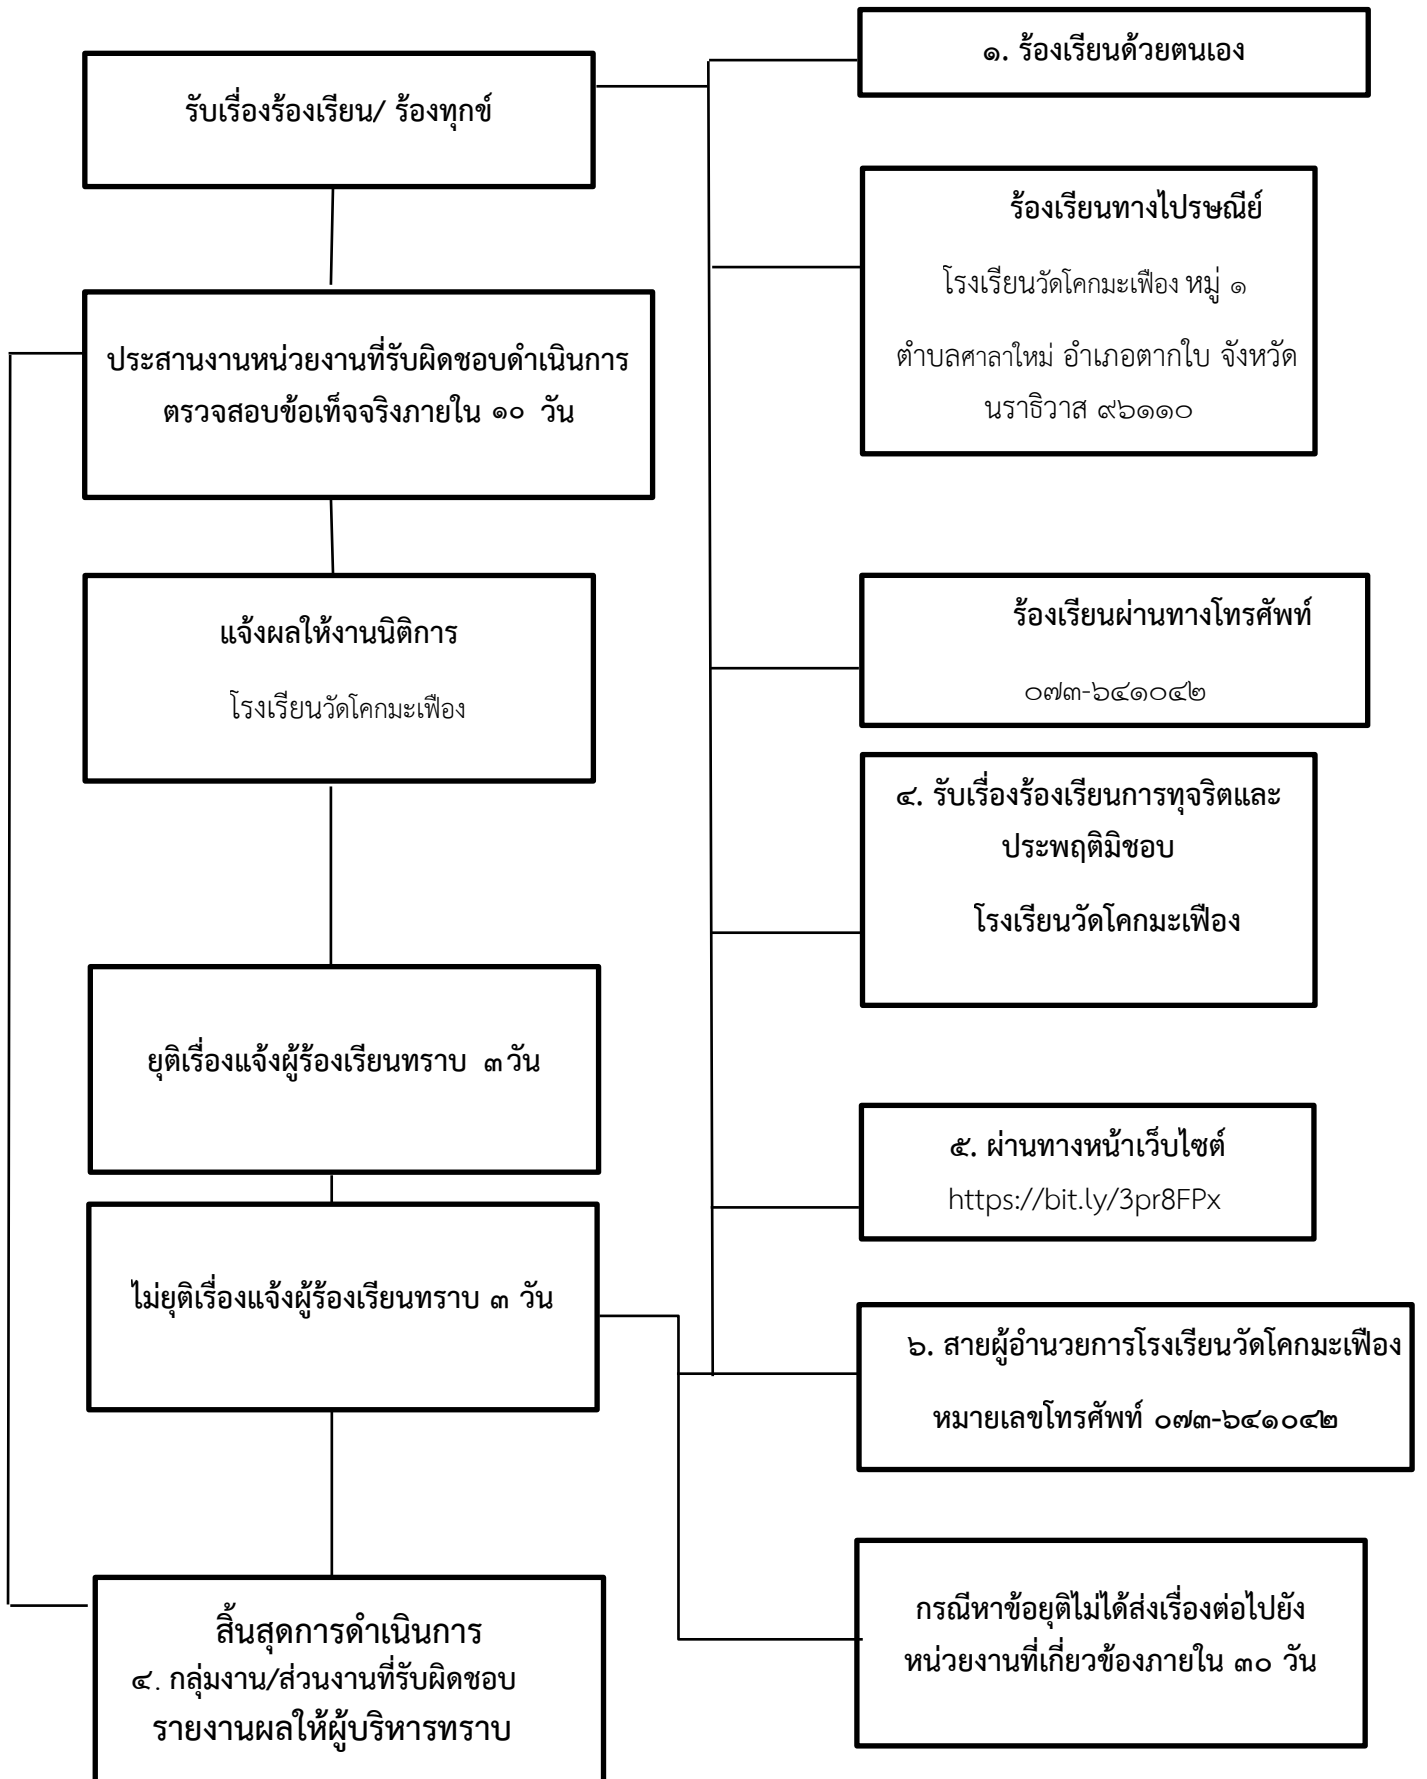 รับเรื่องร้องเรียน/ ร้องทุกข์
ประสานงานหน่วยงานที่รับผิดชอบดำเนินการ
ตรวจสอบข้อเท็จจริงภายใน ๑๐ วัน
แจ้งผลให้งานนิติการ
โรงเรียนวัดโคกมะเฟือง
ยุติเรื่องแจ้งผู้ร้องเรียนทราบ ๓ วัน
ไม่ยุติเรื่องแจ้งผู้ร้องเรียนทราบ ๓ วัน
สิ้นสุดการดำเนินการ
๔. กลุ่มงาน/ส่วนงานที่รับผิดชอบ
รายงานผลให้ผู้บริหารทราบ
๑. ร้องเรียนด้วยตนเอง
ร้องเรียนทางไปรษณีย์
โรงเรียนวัดโคกมะเฟือง หมู่ ๑
ตำบลศาลาใหม่ อำเภอตากใบ จังหวัด
นราธิวาส ๙๖๑๑๐
ร้องเรียนผ่านทางโทรศัพท์
๐๗๓-๖๔๑๐๔๒
๔. รับเรื่องร้องเรียนการทุจริตและ
ประพฤติมิชอบ
โรงเรียนวัดโคกมะเฟือง
๕. ผ่านทางหน้าเว็บไซต์
https://bit.ly/3pr8FPx
๖. สายผู้อำนวยการโรงเรียนวัดโคกมะเฟือง
หมายเลขโทรศัพท์ ๐๗๓-๖๔๑๐๔๒
กรณีหาข้อยุติไม่ได้ส่งเรื่องต่อไปยัง
หน่วยงานที่เกี่ยวข้องภายใน ๓๐ วัน